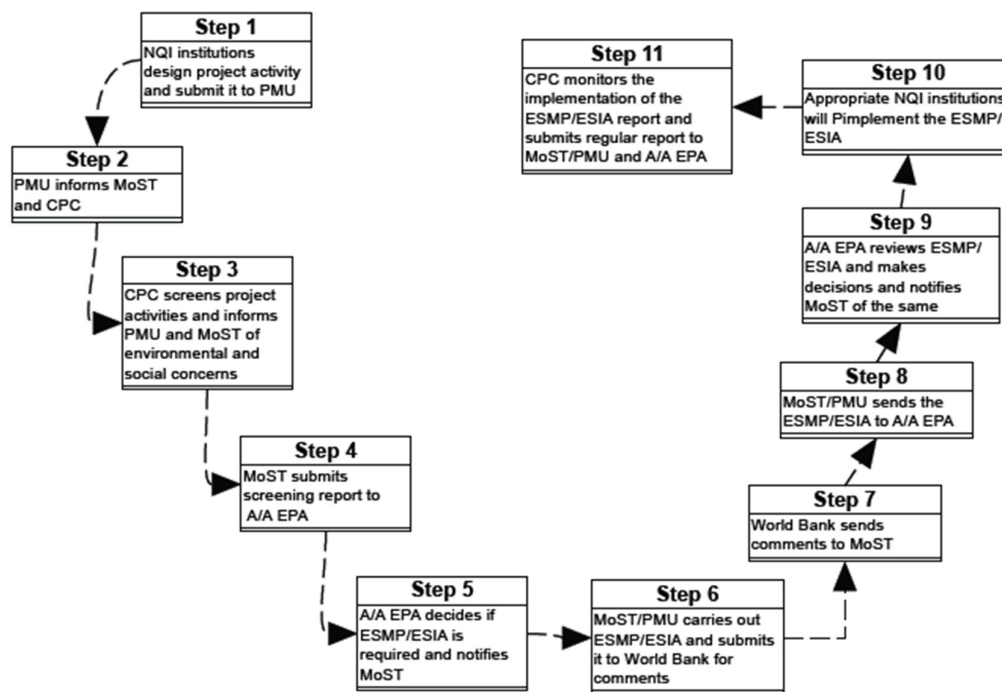 Step 1
NQI institutions
design project activity
and submit it to PMU
Step 2
PMU informs MoST
and CPC
Step 3
CPC screens project
activities and informs
PMU and MoST of
environmental and
social concerns
Step 4
MoST submits
screening report to
A/A EPA
Step 5
A/A EPA decides if
ESMP/ESIA is
required and notifies
MoST
Step 6
MoST/PMU carries out
ESMP/ESIA and submits
it to World Bank for
comments
Step 7
World Bank sends
comments to MoST
Step 8
MoST/PMU sends the
ESMP/ESIA to A/A EPA
Step 9
A/A EPA reviews ESMP/
ESIA and makes
decisions and notifies
MoST of the same
Step 10
Appropriate NQI institutions
will Pimplement the ESMP/
ESIA
Step 11
CPC monitors the
implementation of the
ESMP/ESIA report and
submits regular report to
MoST/PMU and A/A EPA